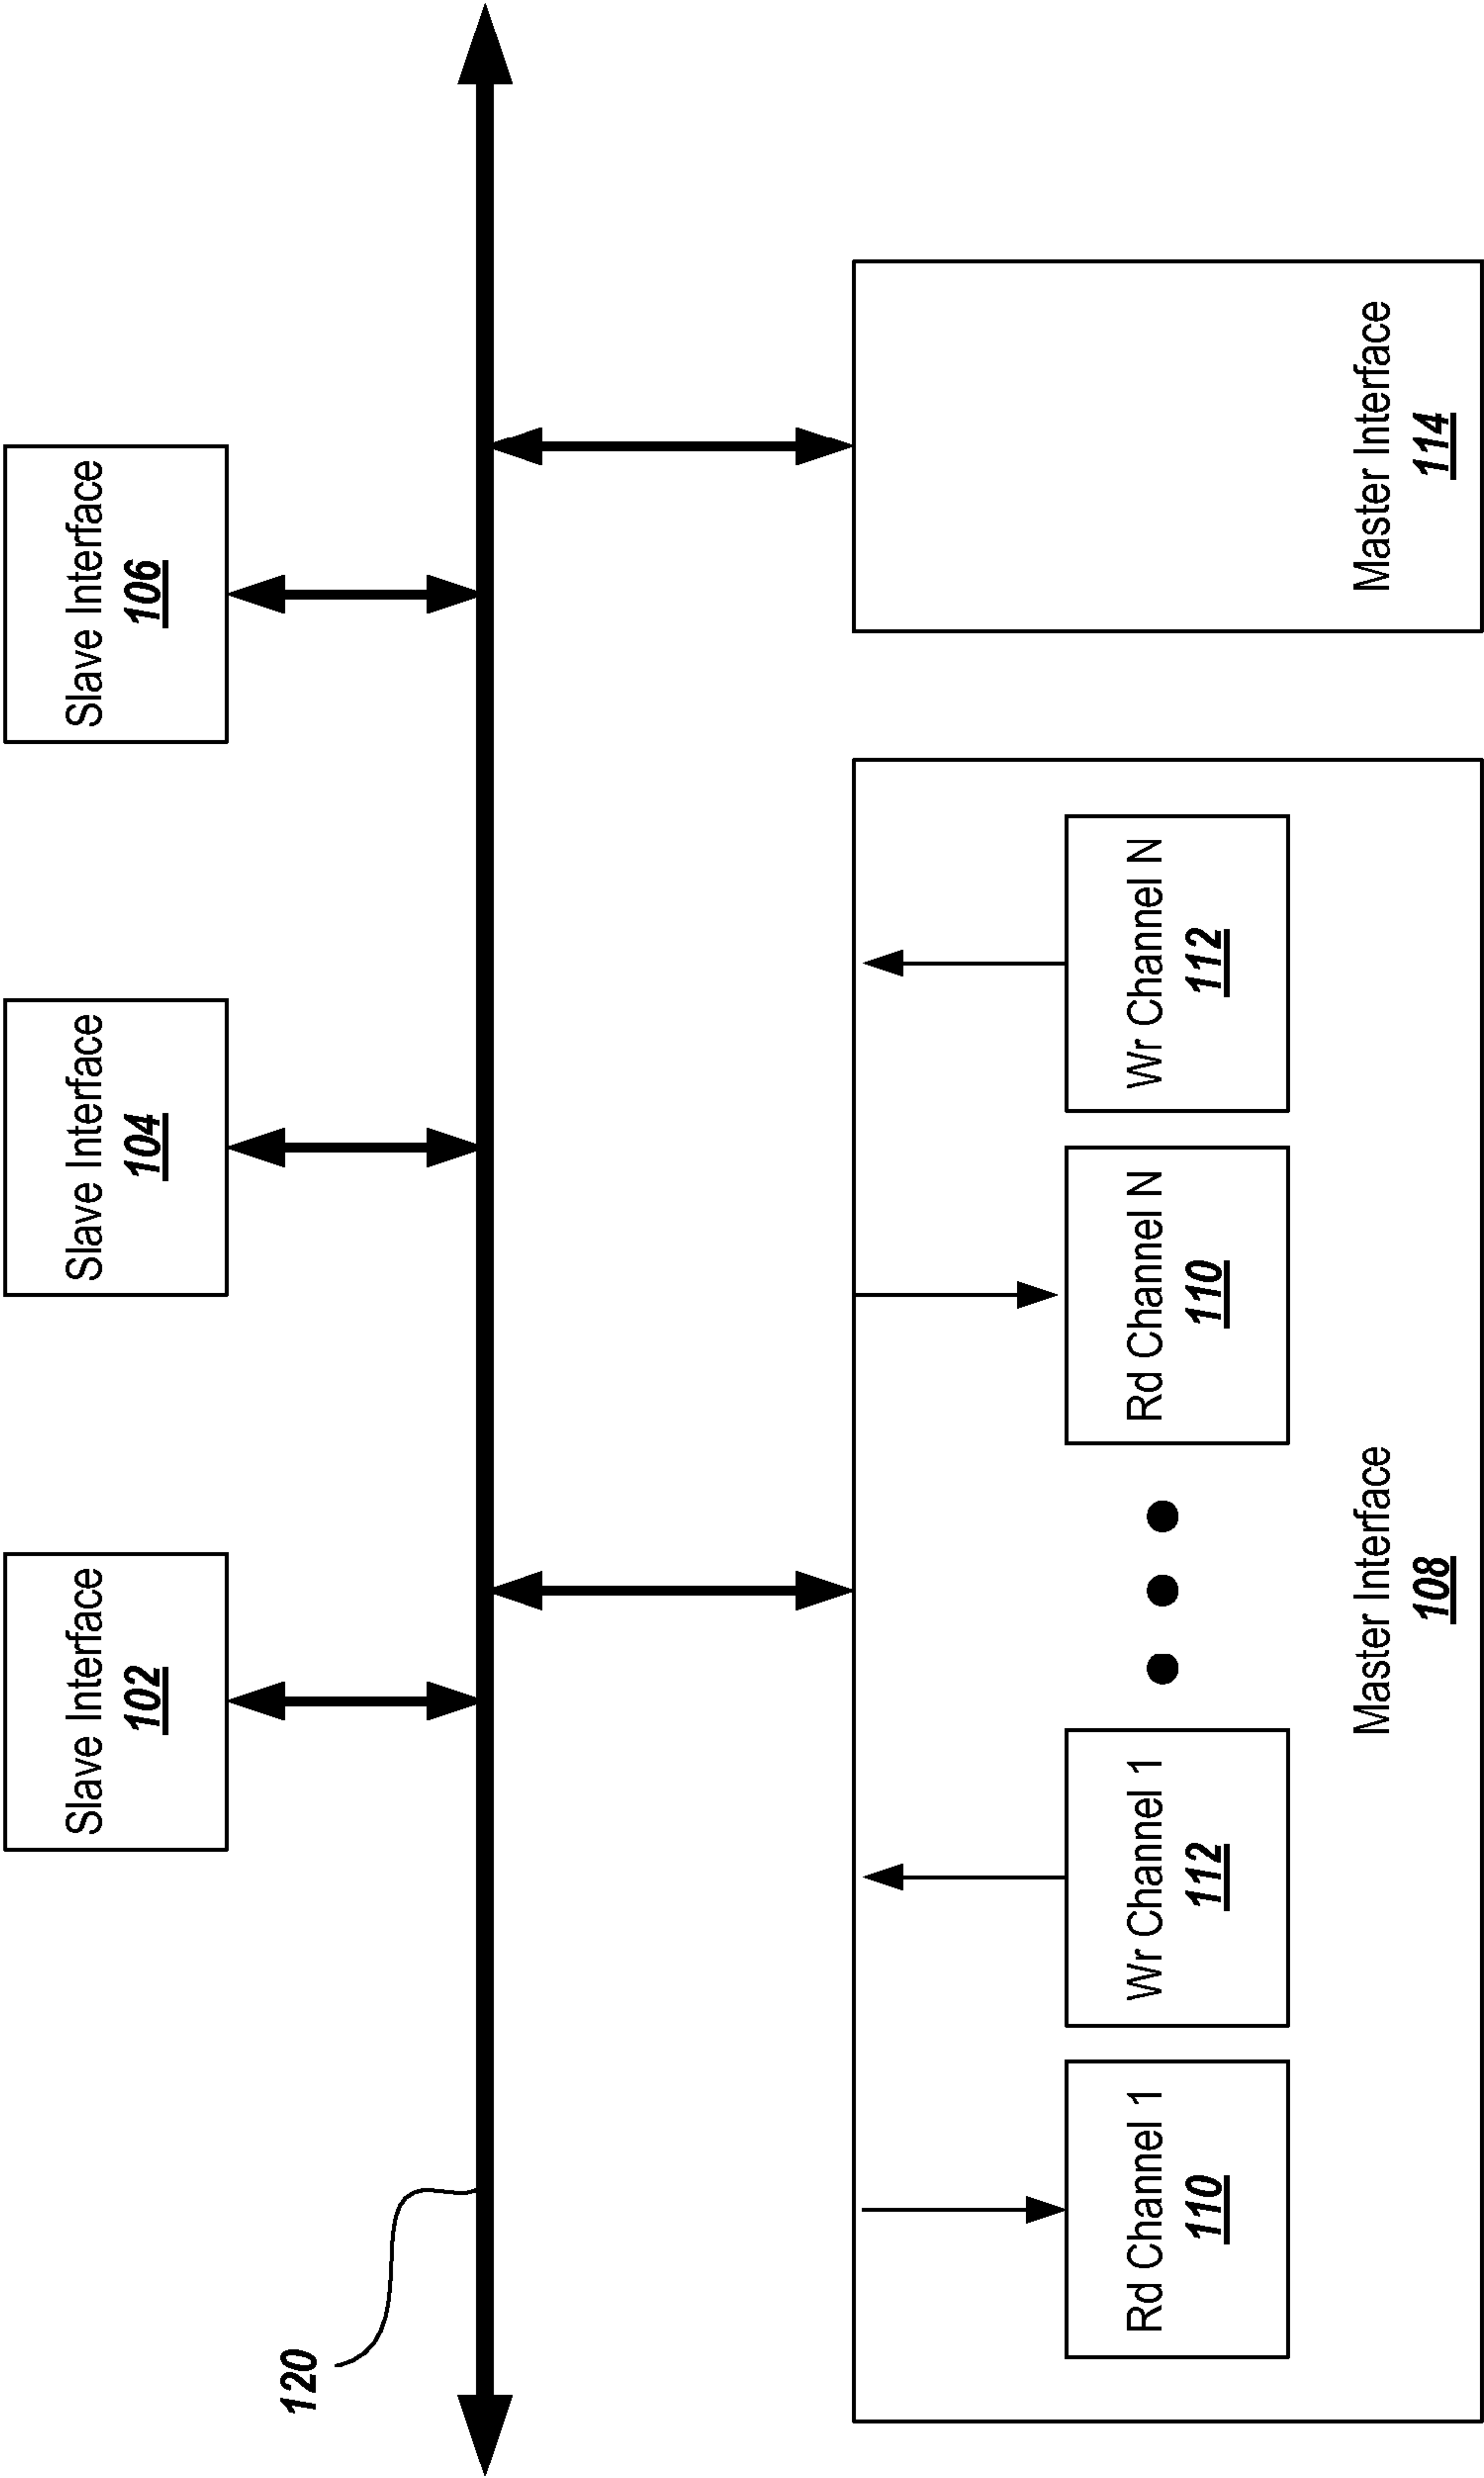 Slave Interface
102
Slave Interface
104
Slave Interface
106
120
Rd Channel 1
110
Wr Channel 1
112
Rd Channel N
110
Wr Channel N
112
Master Interface
108
Master Interface
114